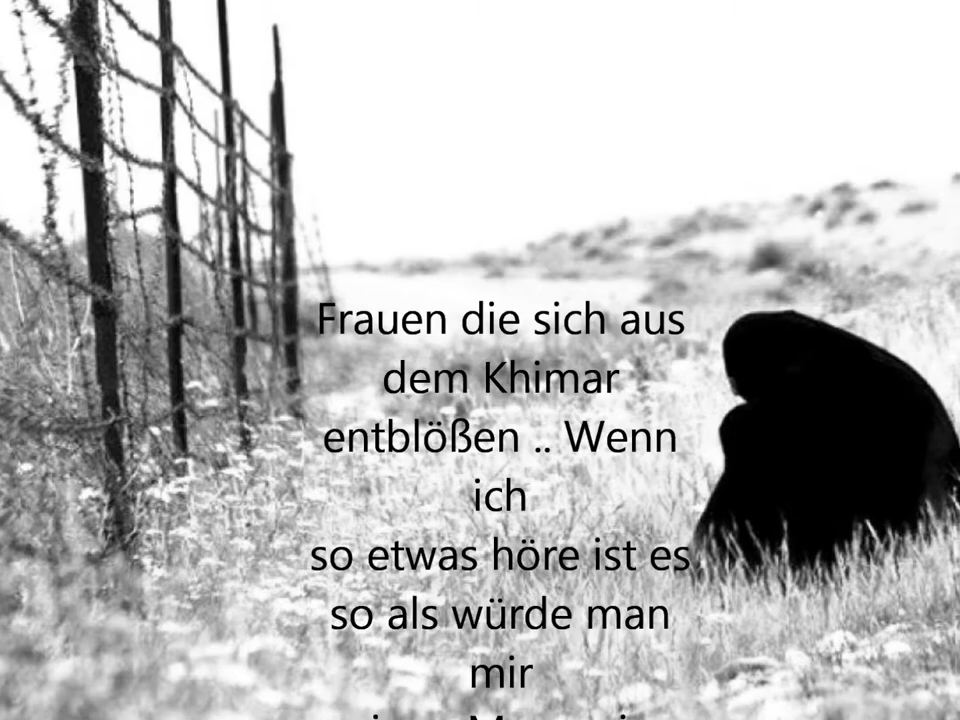 Frauen die sich aus
dem Khimar
entblößen .. Wenn
ich
so etwas höre ist es
so als würde man
mir